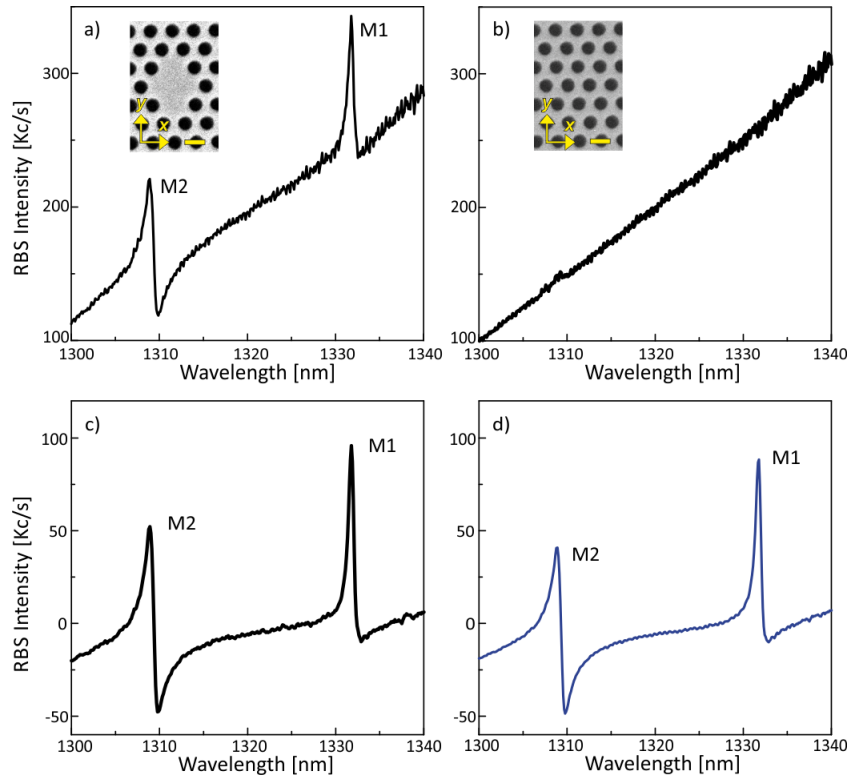 a)
M1
M2
y
x
300
200
100
1300
1310
1320
1330
1340
RBS Intensity [Kc/s]
Wavelength [nm]
b)
y
x
300
200
100
1300
1310
1320
1330
1340
Wavelength [nm]
c)
M1
M2
100
50
0
-50
1300
1310
1320
1330
1340
RBS Intensity [Kc/s]
Wavelength [nm]
d)
M1
M2
100
50
0
-50
1300
1310
1320
1330
1340
Wavelength [nm]